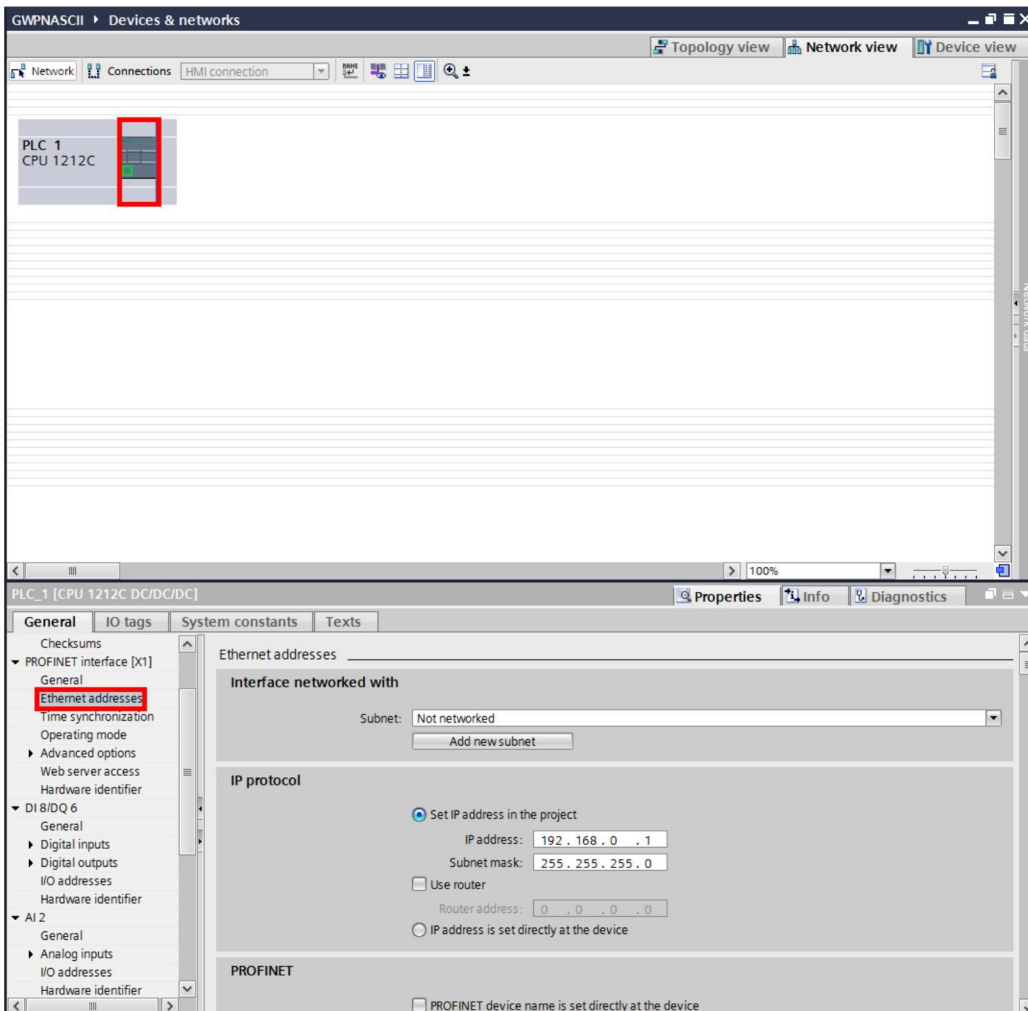 GWPNASCII ▸ Devices & networks
Topology view
Network view
Device view
Network
Connections
HMI connection
PLC 1
CPU 1212C
100%
PLC_1 [CPU 1212C DC/DC/DC]
Properties
Info
Diagnostics
General
IO tags
System constants
Texts
Checksums
PROFINET interface [X1]
General
Ethernet addresses
Time synchronization
Operating mode
Advanced options
Web server access
Hardware identifier
DI 8/DQ 6
General
Digital inputs
Digital outputs
I/O addresses
Hardware identifier
AI 2
General
Analog inputs
I/O addresses
Hardware identifier
Ethernet addresses
Interface networked with
Subnet: Not networked
Add new subnet
IP protocol
Set IP address in the project
IP address: 192 . 168 . 0 . 1
Subnet mask: 255 . 255 . 255 . 0
Use router
Router address: 0 . 0 . 0 . 0
IP address is set directly at the device
PROFINET
PROFINET device name is set directly at the device